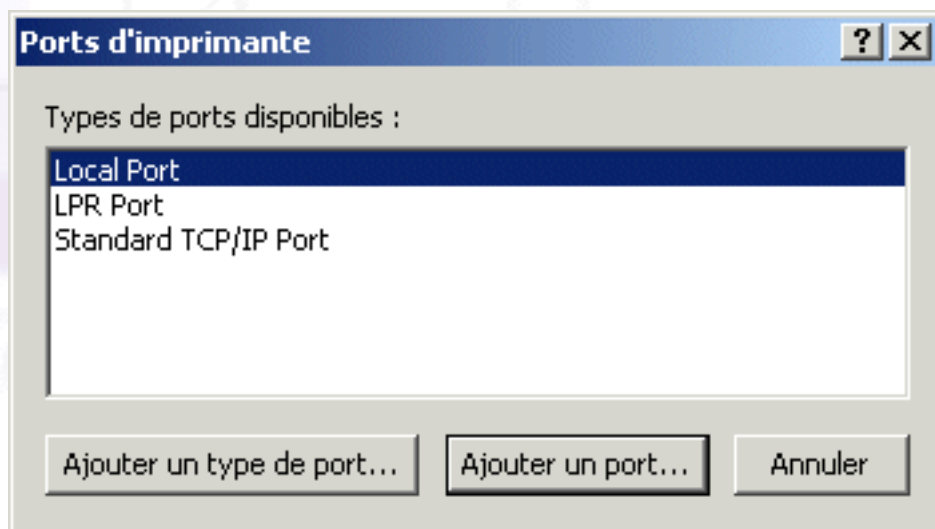 Ports d'imprimante
Types de ports disponibles :
Local Port
LPR Port
Standard TCP/IP Port
Ajouter un type de port... Ajouter un port... Annuler